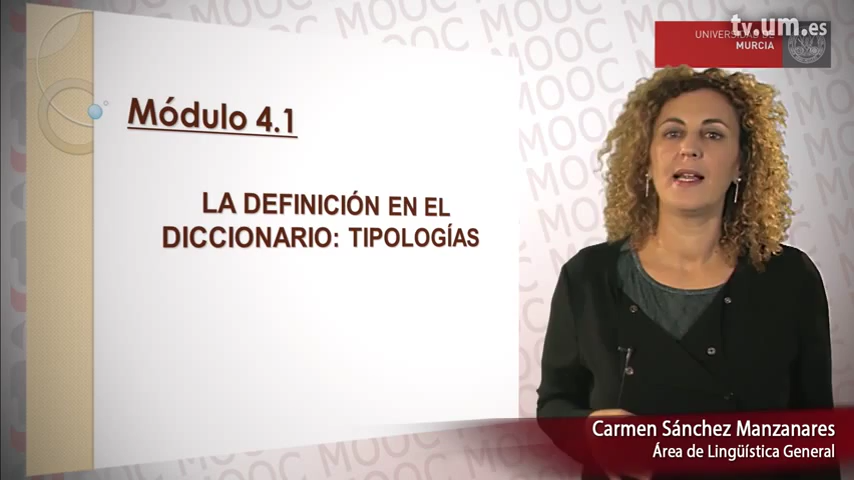 Módulo 4.1
LA DEFINICIÓN EN EL
DICCIONARIO: TIPOLOGÍAS
tv.um.es
UNIVERSIDAD DE
MURCIA
Carmen Sánchez Manzanares
Área de Lingüística General
MOOC